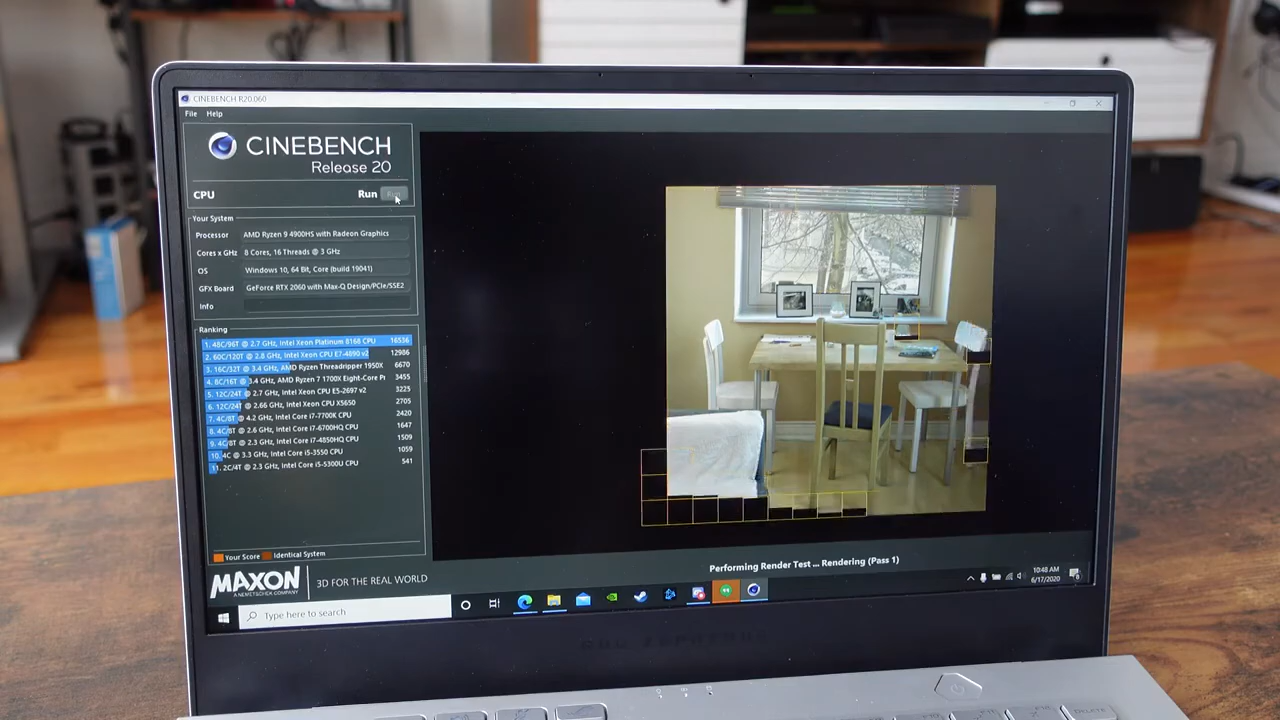 CINEBENCH R20.060
File Help
CINEBENCH
Release 20
CPU Run Run
Your System
Processor AMD Ryzen 9 4900HS with Radeon Graphics
Cores x GHz 8 Cores, 16 Threads @ 3 GHz
OS Windows 10, 64 Bit, Core (build 19041)
GFX Board GeForce RTX 2060 with Max-Q Design/PCIe/SSE2
Info
Ranking
1. 48C/96T @ 2.7 GHz, Intel Xeon Platinum 8168 CPU 16536
2. 60C/120T @ 2.8 GHz, Intel Xeon CPU E7-4890 v2 12986
3. 16C/32T @ 3.4 GHz, AMD Ryzen Threadripper 1950X 6670
4. 8C/16T @ 3.4 GHz, AMD Ryzen 7 1700X Eight-Core Pr 3455
5. 12C/24T @ 2.7 GHz, Intel Xeon CPU E5-2697 v2 3225
6. 12C/24T @ 2.66 GHz, Intel Xeon CPU X5650 2705
7. 4C/8T @ 4.2 GHz, Intel Core i7-7700K CPU 2420
8. 4C/8T @ 2.6 GHz, Intel Core i7-6700HQ CPU 1647
9. 4C/8T @ 2.3 GHz, Intel Core i7-4850HQ CPU 1509
10. 4C @ 3.3 GHz, Intel Core i5-3550 CPU 1059
11. 2C/4T @ 2.3 GHz, Intel Core i5-5300U CPU 541
Your Score Identical System
MAXON
A NEMETSCHEK COMPANY
3D FOR THE REAL WORLD
Performing Render Test ... Rendering (Pass 1)
Type here to search
10:48 AM
6/17/2020
ROG ZEPHYRUS
DELETE